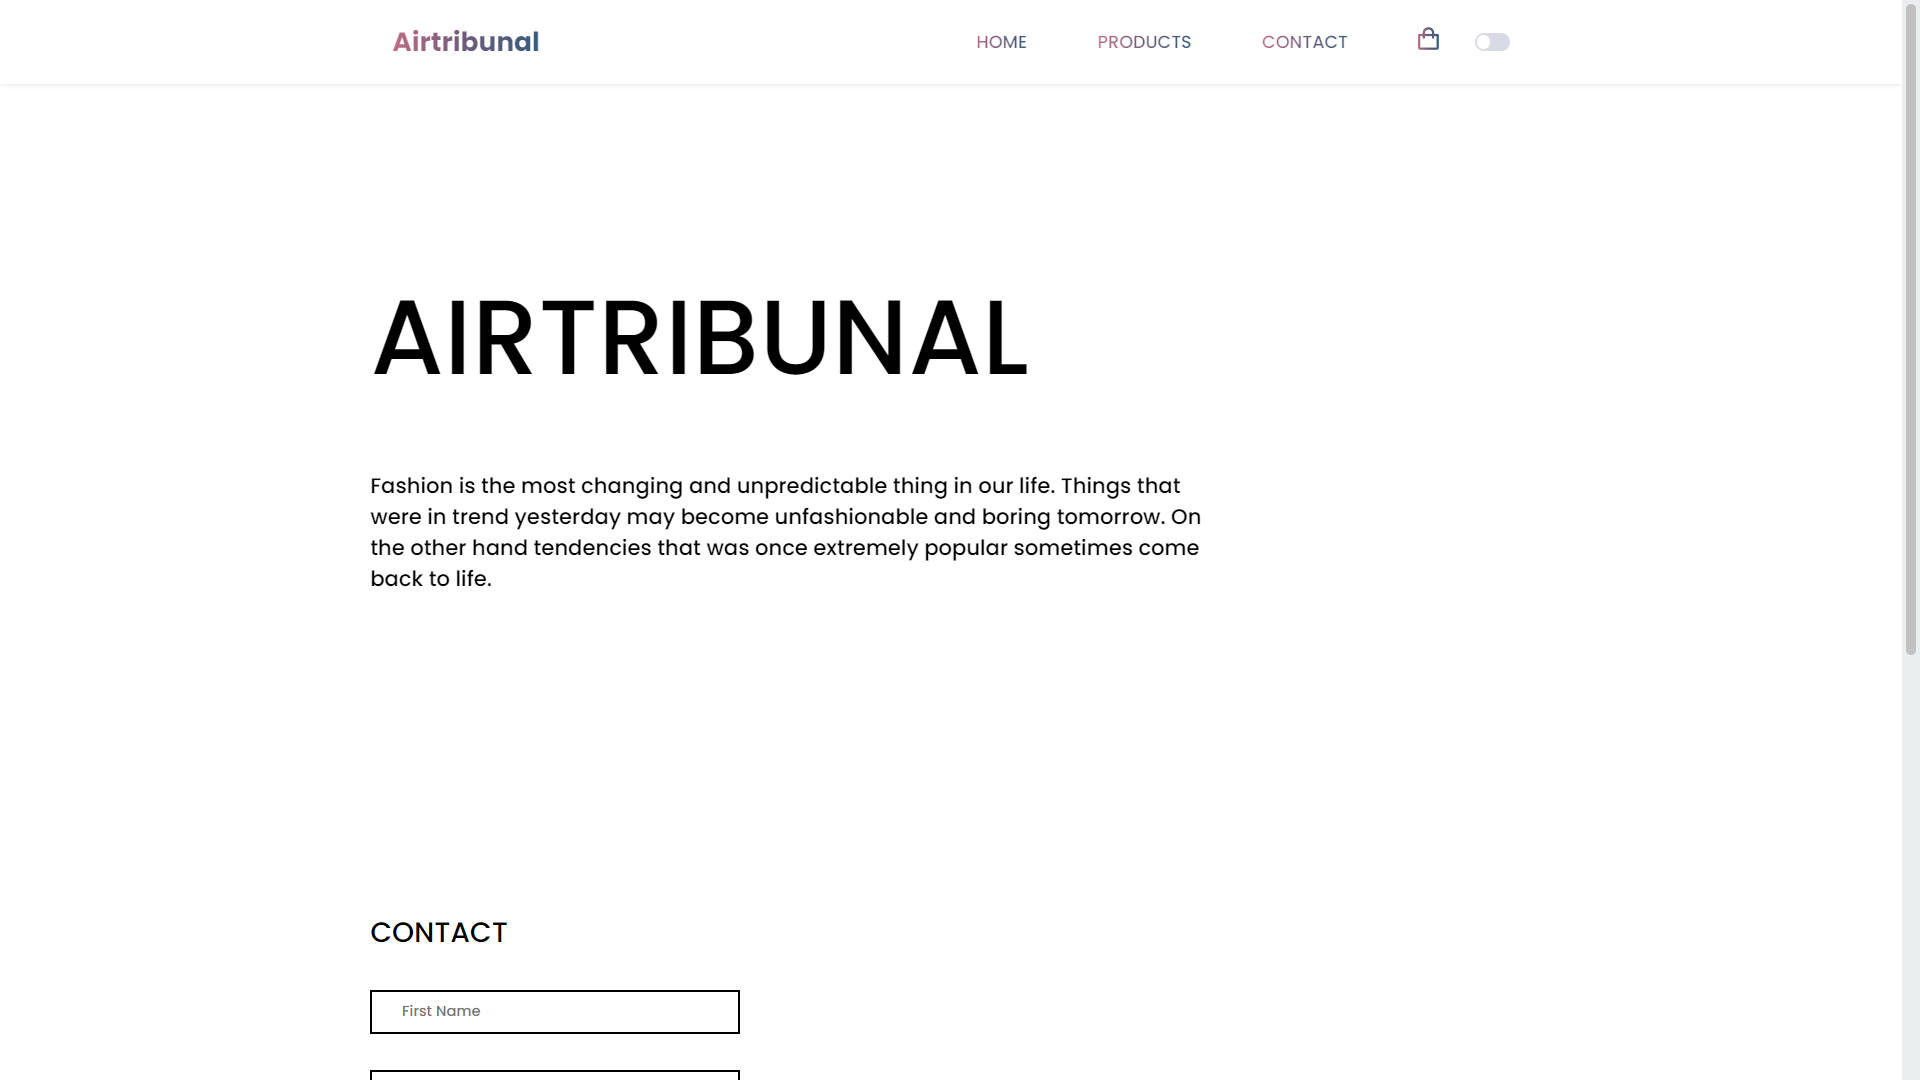 Airtribunal
HOME
PRODUCTS
CONTACT
AIRTRIBUNAL
Fashion is the most changing and unpredictable thing in our life. Things that
were in trend yesterday may become unfashionable and boring tomorrow. On
the other hand tendencies that was once extremely popular sometimes come
back to life.
CONTACT
First Name